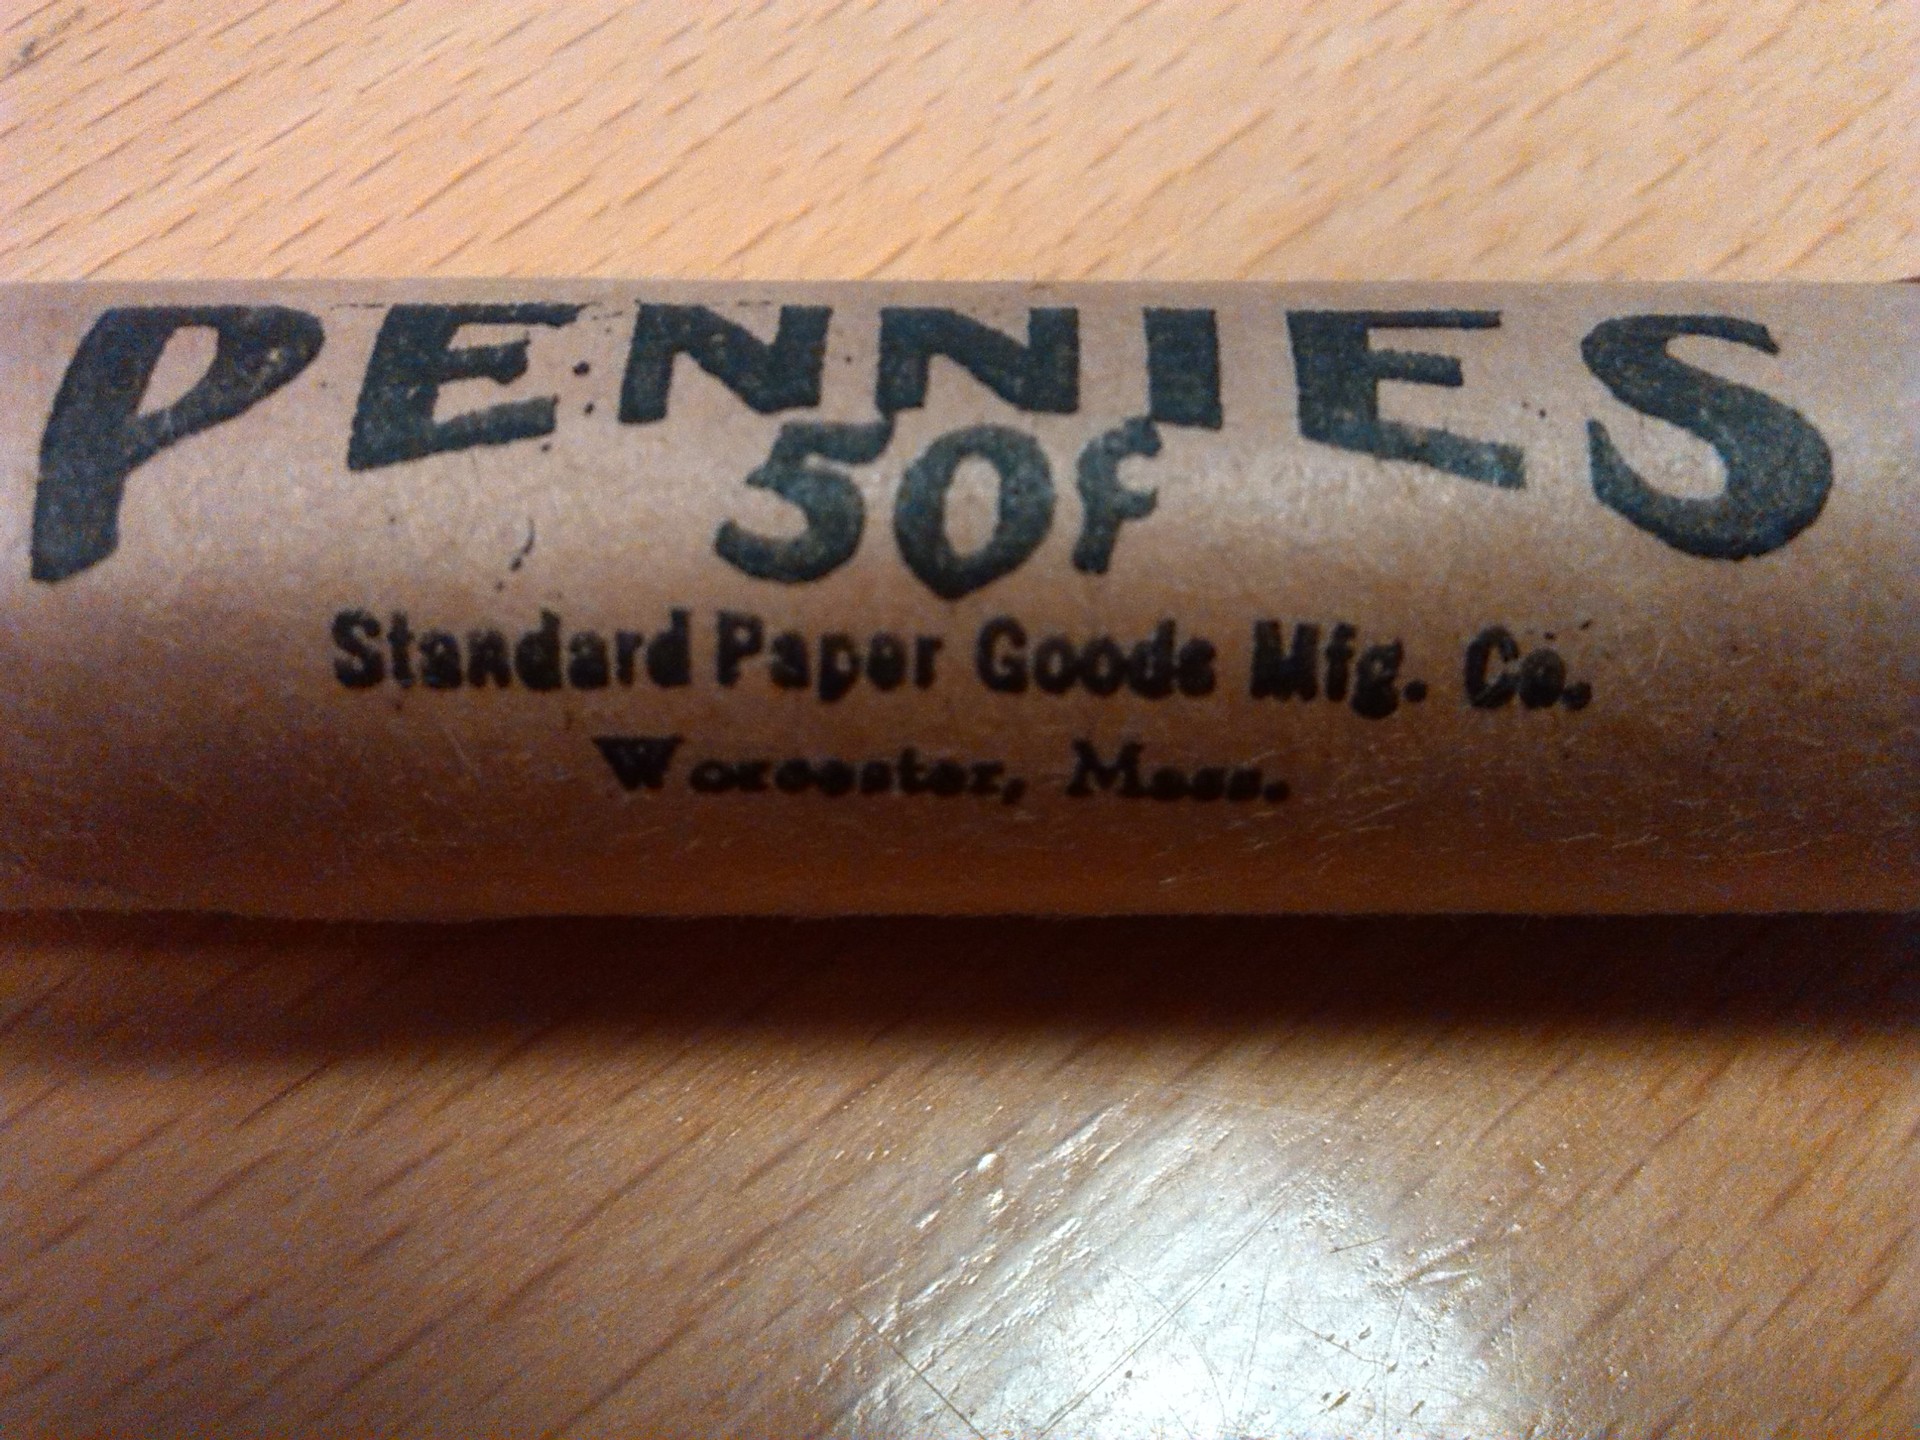 PENNIES
50¢
Standard Paper Goods Mfg. Co.
Worcester, Mass.